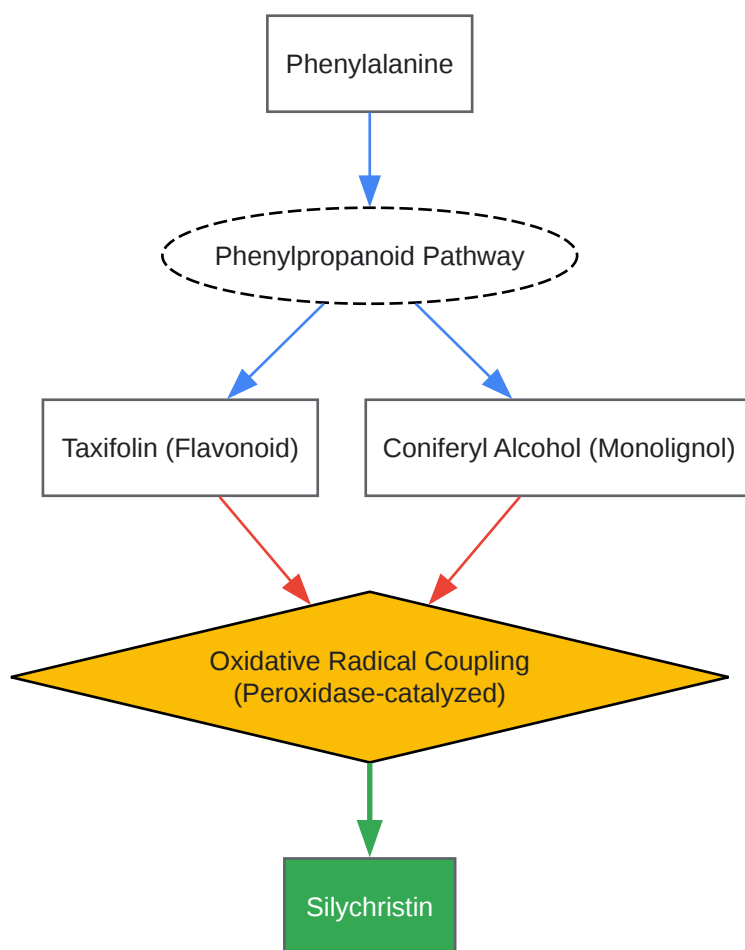 Phenylalanine
Phenylpropanoid Pathway
Taxifolin (Flavonoid)
Coniferyl Alcohol (Monolignol)
Oxidative Radical Coupling
(Peroxidase-catalyzed)
Silychristin